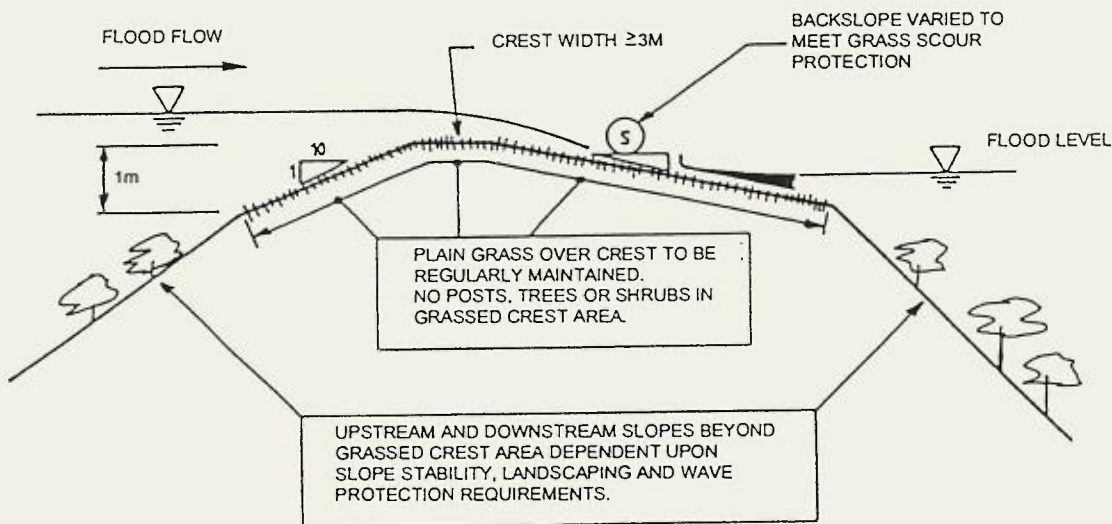 FLOOD FLOW
CREST WIDTH ≥3M
BACKSLOPE VARIED TO
MEET GRASS SCOUR
PROTECTION
S
FLOOD LEVEL
10
1
1m
PLAIN GRASS OVER CREST TO BE
REGULARLY MAINTAINED.
NO POSTS, TREES OR SHRUBS IN
GRASSED CREST AREA.
UPSTREAM AND DOWNSTREAM SLOPES BEYOND
GRASSED CREST AREA DEPENDENT UPON
SLOPE STABILITY, LANDSCAPING AND WAVE
PROTECTION REQUIREMENTS.